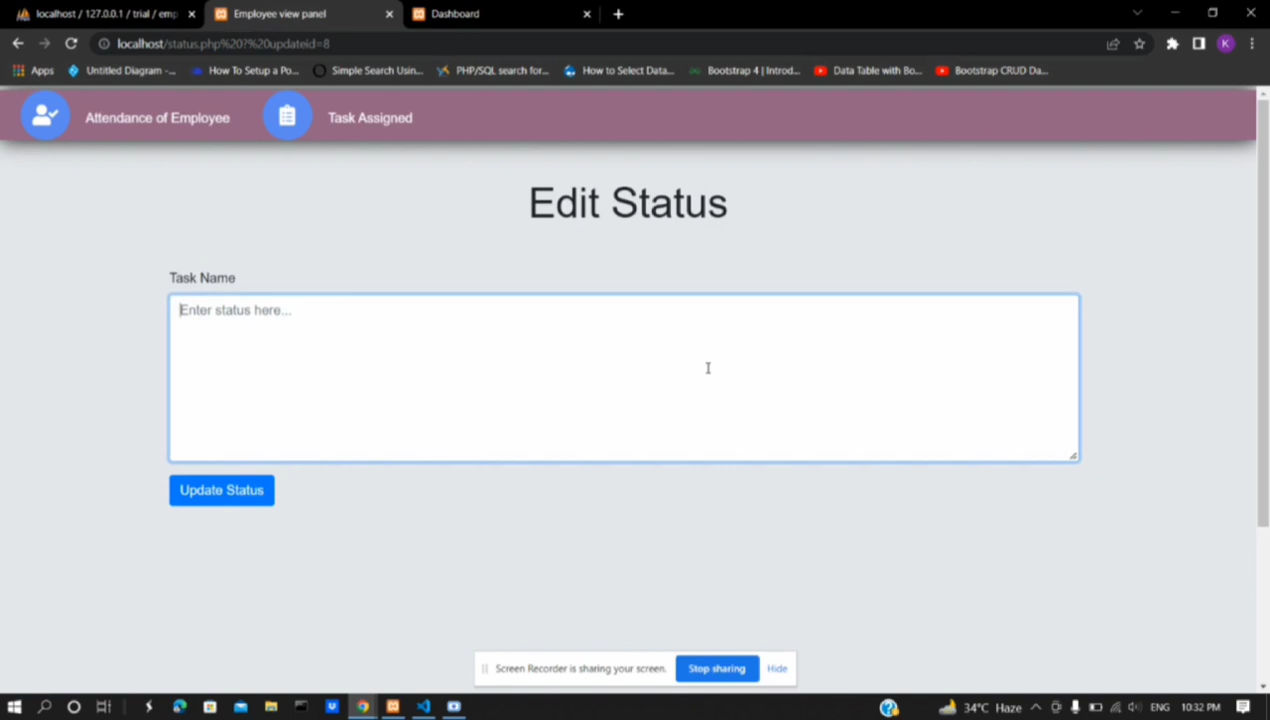 localhost / 127.0.0.1 / trial / emp
Employee view panel
Dashboard
localhost/status.php%20?%20updateid=8
K
Apps
Untitled Diagram -...
How To Setup a Po...
Simple Search Usin...
PHP/SQL search for...
How to Select Data...
Bootstrap 4 | Introd...
Data Table with Bo...
Bootstrap CRUD Da...
Attendance of Employee
Task Assigned
Edit Status
Task Name
Enter status here...
Update Status
Screen Recorder is sharing your screen.
Stop sharing
Hide
34°C Haze
ENG
10:32 PM